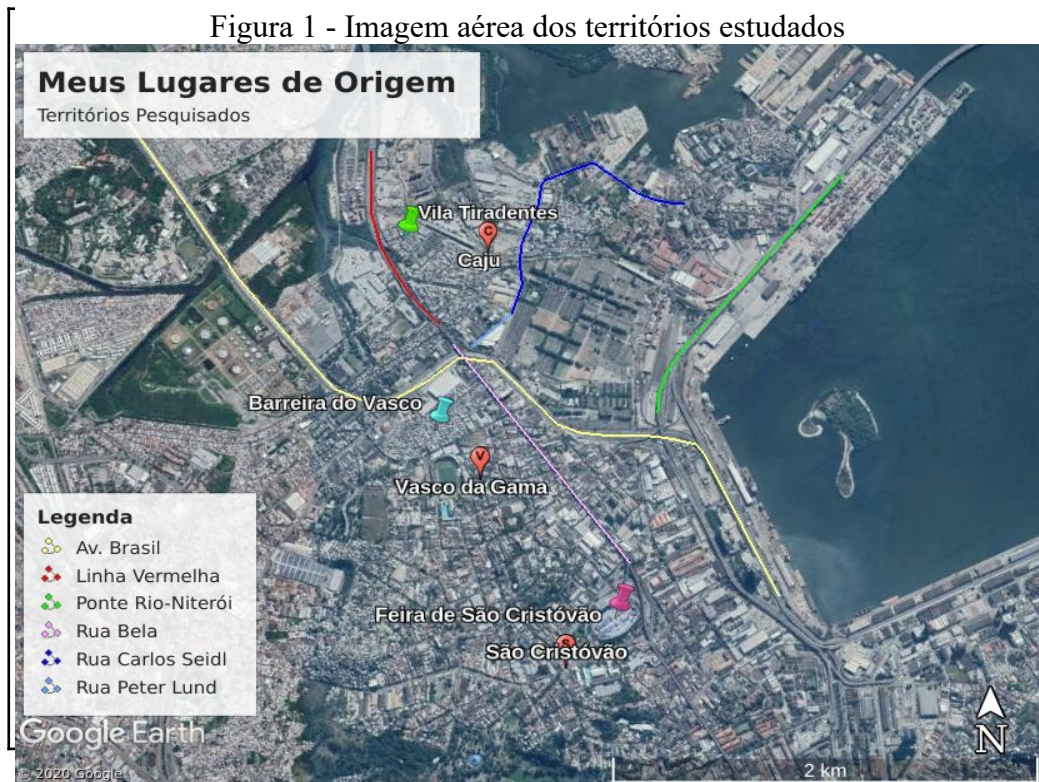 Figura 1 - Imagem aérea dos territórios estudados
Meus Lugares de Origem
Territórios Pesquisados
Vila Tiradentes
C
Caju
Barreira do Vasco
V
Vasco da Gama
Feira de São Cristóvão
S
São Cristóvão
Legenda
Av. Brasil
Linha Vermelha
Ponte Rio-Niterói
Rua Bela
Rua Carlos Seidl
Rua Peter Lund
Google Earth
© 2020 Google
N
2 km